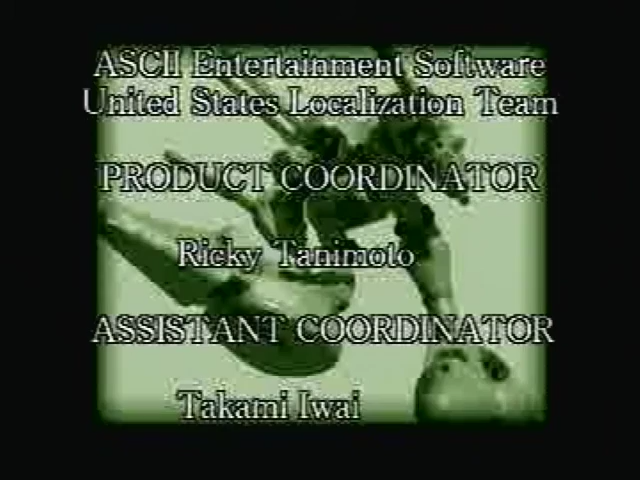 ASCII Entertainment Software
United States Localization Team
PRODUCT COORDINATOR
Ricky Tanimoto
ASSISTANT COORDINATOR
Takami Iwai